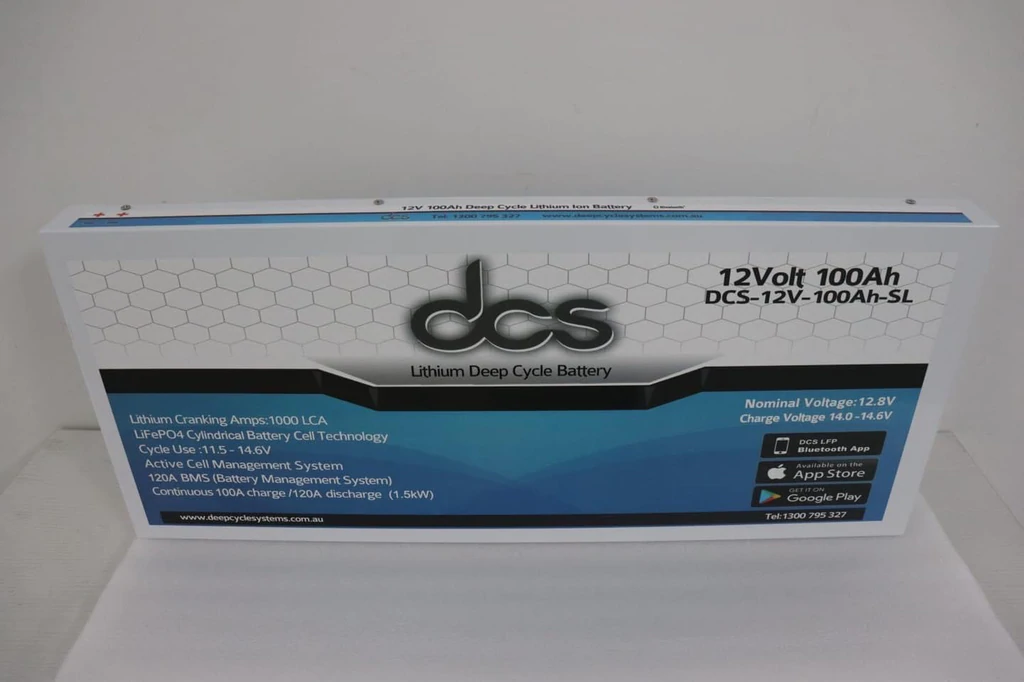 12V 100Ah Deep Cycle Lithium Ion Battery Bluetooth
dcs Tel: 1300 795 327 www.deepcyclesystems.com.au
dcs
Lithium Deep Cycle Battery
12Volt 100Ah
DCS-12V-100Ah-SL
Lithium Cranking Amps:1000 LCA
LiFePO4 Cylindrical Battery Cell Technology
Cycle Use :11.5 - 14.6V
Active Cell Management System
120A BMS (Battery Management System)
Continuous 100A charge /120A discharge (1.5kW)
www.deepcyclesystems.com.au
Nominal Voltage:12.8V
Charge Voltage 14.0 -14.6V
DCS LFP
Bluetooth App
Available on the
App Store
GET IT ON
Google Play
Tel:1300 795 327